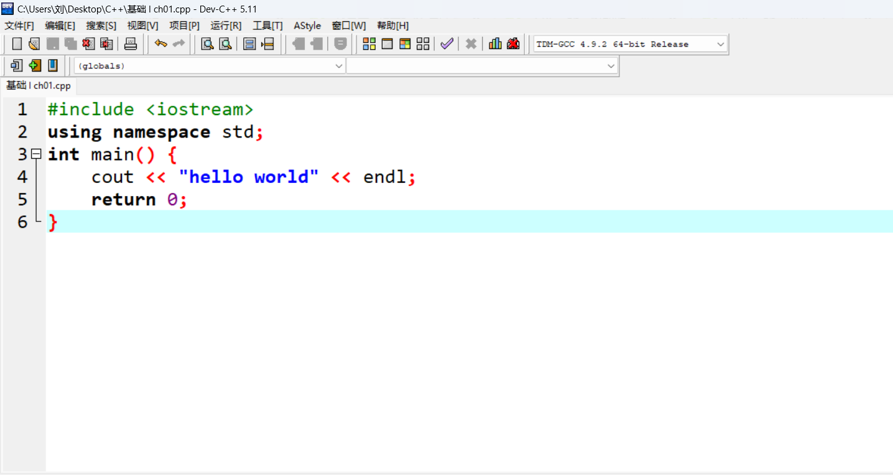 C:\Users\刘\Desktop\C++\基础 l ch01.cpp - Dev-C++ 5.11
文件[F] 编辑[E] 搜索[S] 视图[V] 项目[P] 运行[R] 工具[T] AStyle 窗口[W] 帮助[H]
TDM-GCC 4.9.2 64-bit Release
(globals)
基础 l ch01.cpp
1 #include <iostream>
2 using namespace std;
3 int main() {
4 cout << "hello world" << endl;
5 return 0;
6 }